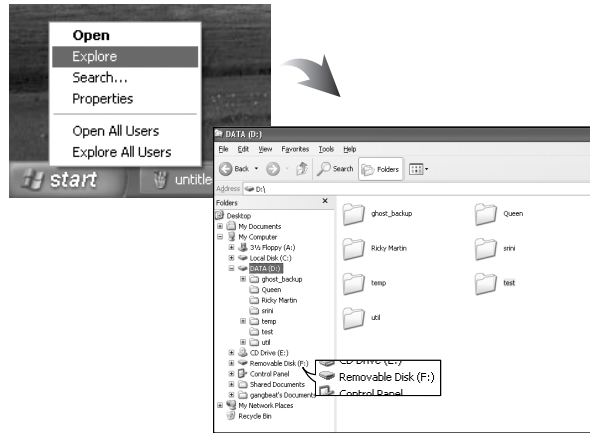 Open
Explore
Search...
Properties
Open All Users
Explore All Users
start
untitle
DATA (D:)
File Edit View Favorites Tools Help
Back Search Folders
Address D:\
Folders x
Desktop
My Documents
My Computer
3½ Floppy (A:)
Local Disk (C:)
DATA (D:)
ghost_backup
Queen
Ricky Martin
srini
temp
test
util
CD Drive (E:)
Removable Disk (F:)
Control Panel
Shared Documents
gangbeat's Documents
My Network Places
Recycle Bin
ghost_backup Queen
Ricky Martin srini
temp test
util
CD Drive (E:)
Removable Disk (F:)
Control Panel